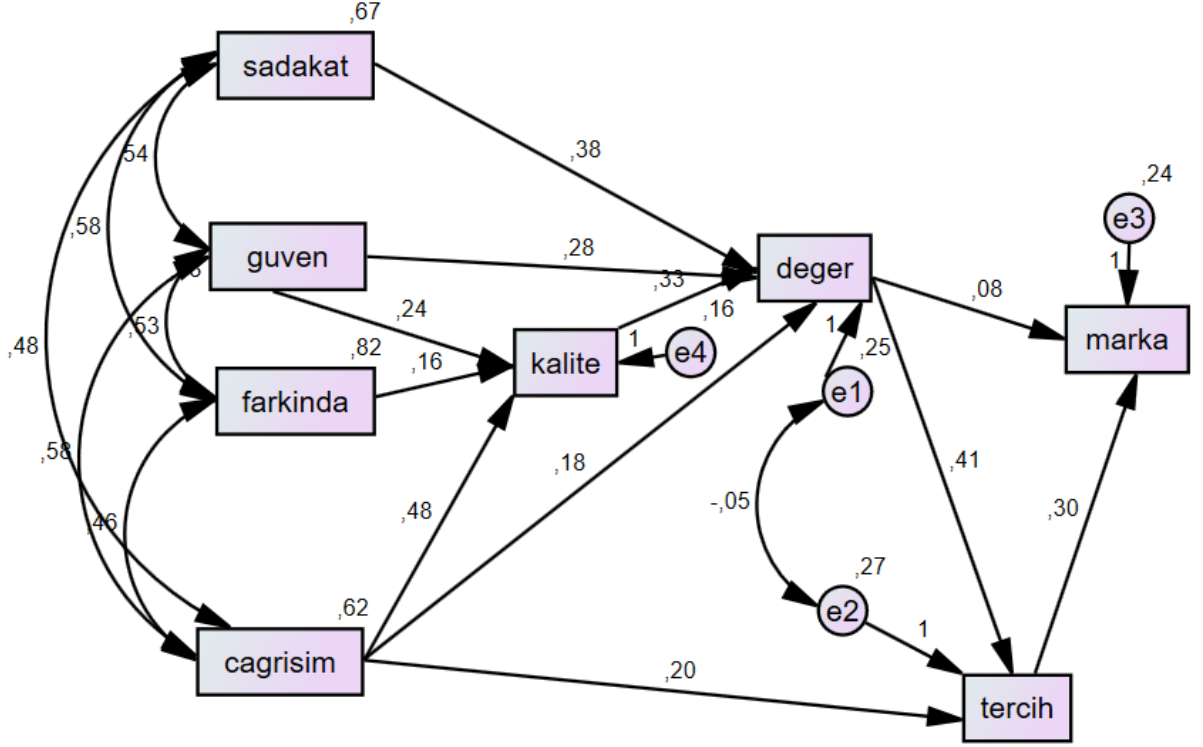 ,67
sadakat
54
,38
,24
e3
,58
guven
,28
deger
1
,33
,08
,24
,16
marka
,53
,82
1
e4
1
,25
,48
,16
kalite
farkinda
e1
,58
,18
,41
-,05
,30
,46
,48
,27
,62
e2
1
cagrisim
,20
tercih